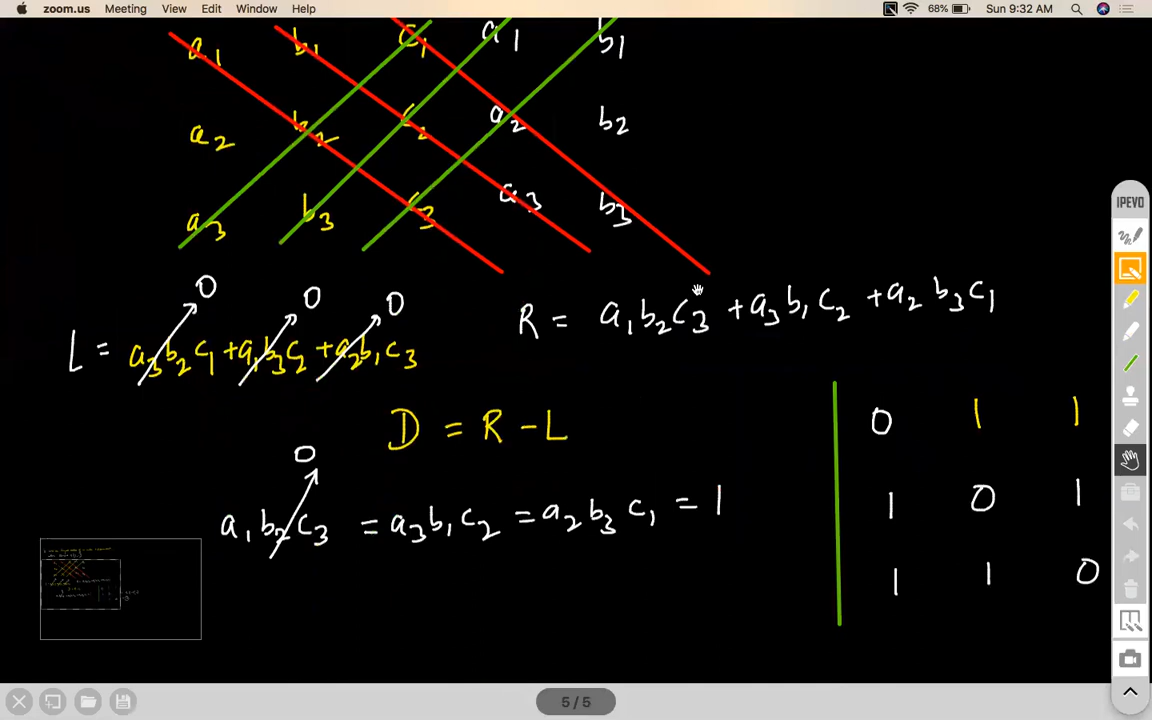 zoom.us Meeting View Edit Window Help 68% Sun 9:32 AM
a₁ b₁ c₁ a₁ b₁
a₂ b₂ c₂ a₂ b₂
IPEVO
a₃ b₃ c₃ a₃ b₃
0 0 0
L = a₃b₂c₁ + a₁b₃c₂ + a₂b₁c₃
R = a₁b₂c₃ + a₃b₁c₂ + a₂b₃c₁
D = R - L
0
a₁b₂c₃ = a₃b₁c₂ = a₂b₃c₁ = 1
0 1 1
1 0 1
1 1 0
5 / 5